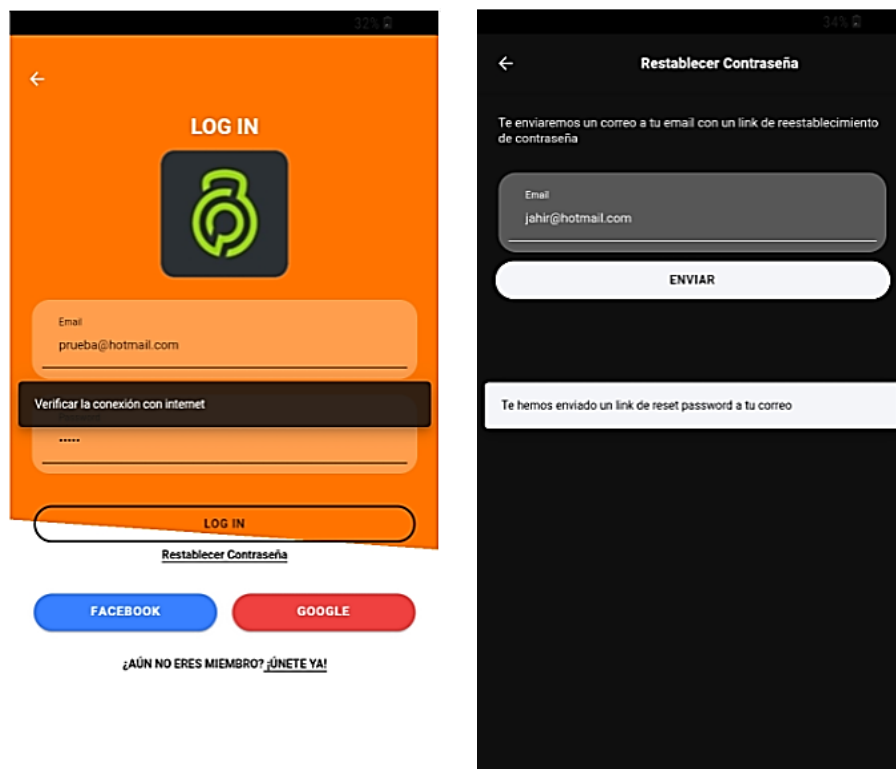 32%
LOG IN
Email
prueba@hotmail.com
Verificar la conexión con internet
•••••
LOG IN
Restablecer Contraseña
FACEBOOK
GOOGLE
¿AÚN NO ERES MIEMBRO? ¡ÚNETE YA!
34%
Restablecer Contraseña
Te enviaremos un correo a tu email con un link de reestablecimiento
de contraseña
Email
jahir@hotmail.com
ENVIAR
Te hemos enviado un link de reset password a tu correo